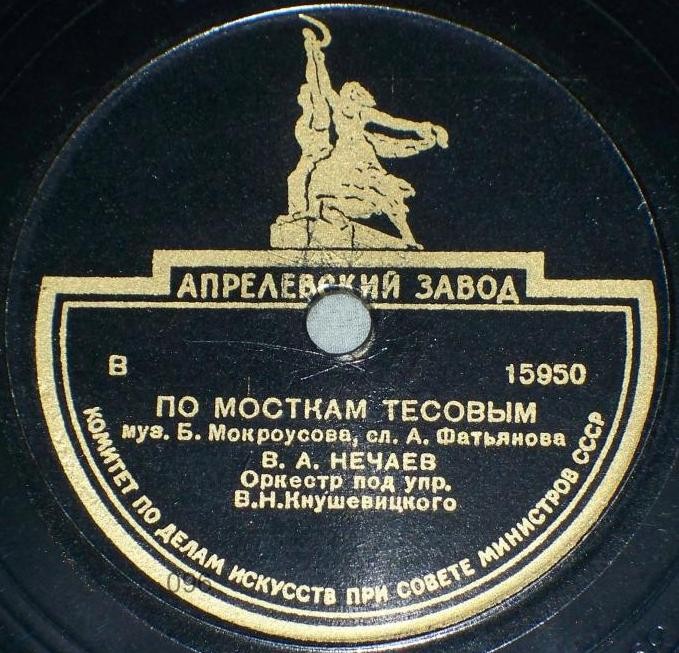 АПРЕЛЕВСКИЙ ЗАВОД
В 15950
ПО МОСТКАМ ТЕСОВЫМ
муз. Б. Мокроусова, сл. А. Фатьянова
В. А. НЕЧАЕВ
Оркестр под упр.
В.Н.Кнушевицкого
КОМИТЕТ ПО ДЕЛАМ ИСКУССТВ ПРИ СОВЕТЕ МИНИСТРОВ СССР